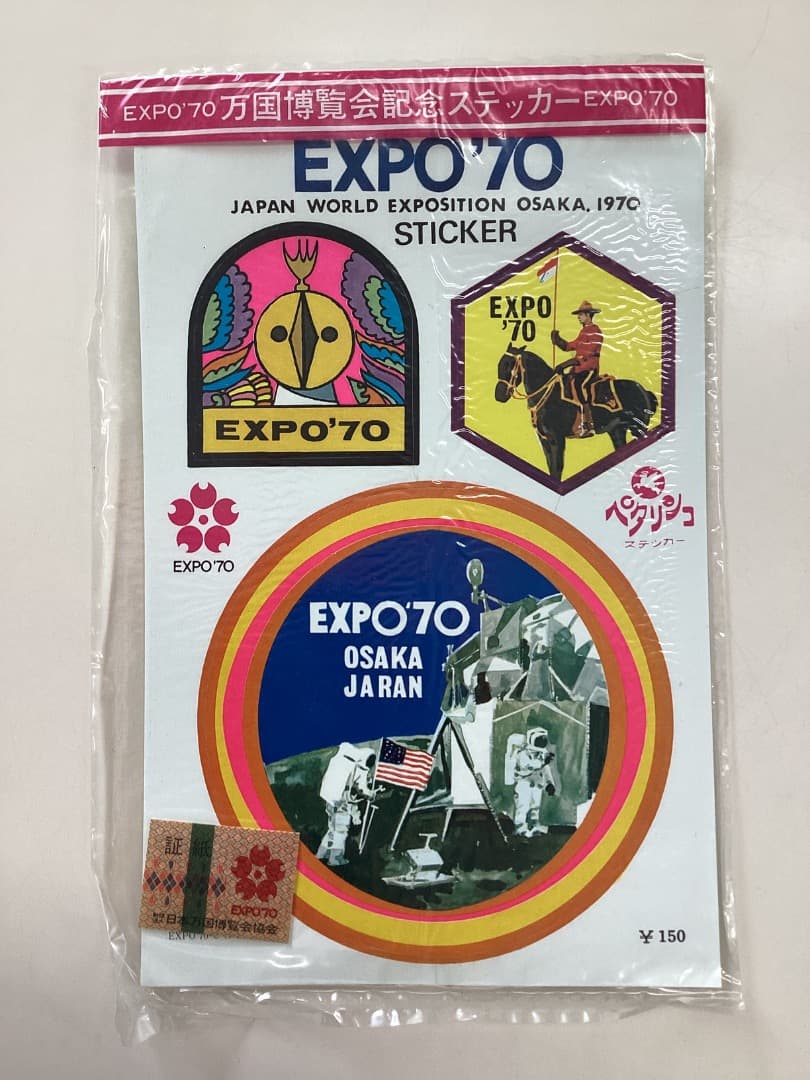 EXPO'70 万国博覧会記念ステッカー EXPO'70
EXPO'70
JAPAN WORLD EXPOSITION OSAKA, 1970
STICKER
EXPO'70
EXPO
'70
EXPO'70
ペタリンコ
ステッカー
EXPO'70
OSAKA
JARAN
証紙
EXPO'70
日本万国博覧会協会
¥150